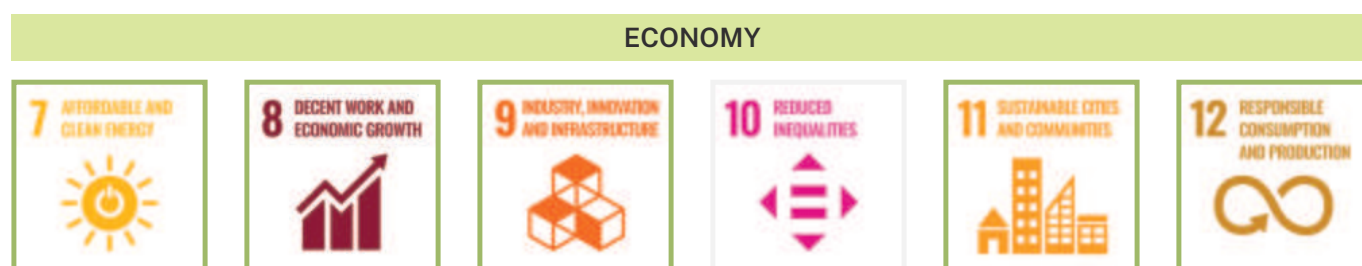 ECONOMY
7 AFFORDABLE AND
CLEAN ENERGY
8 DECENT WORK AND
ECONOMIC GROWTH
9 INDUSTRY, INNOVATION
AND INFRASTRUCTURE
10 REDUCED
INEQUALITIES
11 SUSTAINABLE CITIES
AND COMMUNITIES
12 RESPONSIBLE
CONSUMPTION
AND PRODUCTION